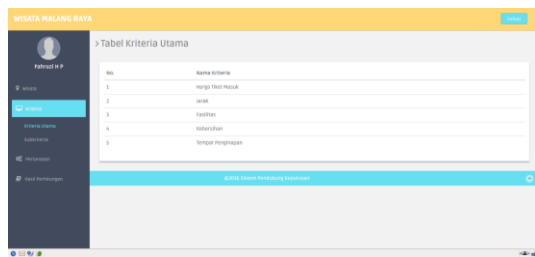 WISATA MALANG RAYA
Keluar
Fahrozi H P
Wisata
Kriteria
Kriteria Utama
Subkriteria
Pertanyaan
Hasil Perhitungan
>Tabel Kriteria Utama
No. Nama Kriteria
1 Harga Tiket Masuk
2 Jarak
3 Fasilitas
4 Kebersihan
5 Tempat Penginapan
©2016 Sistem Pendukung Keputusan